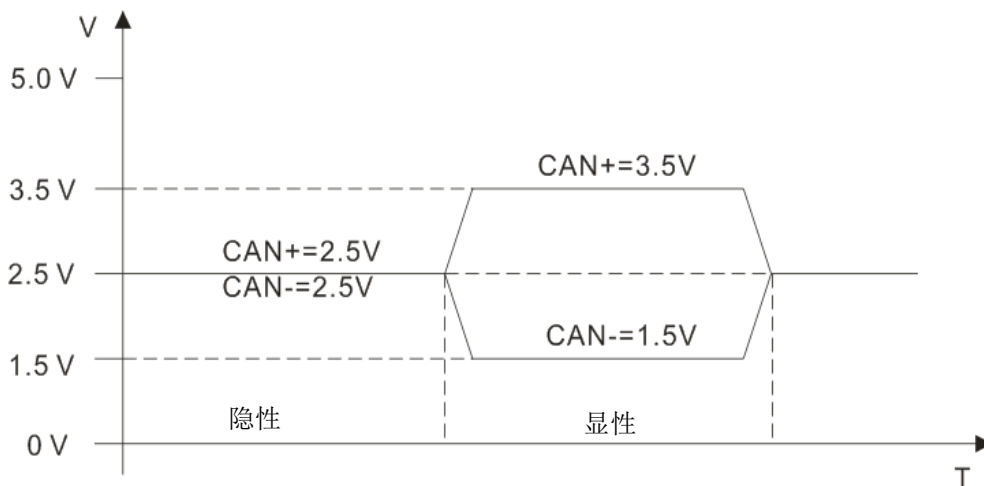 V
5.0 V
CAN+=3.5V
3.5 V
CAN+=2.5V
2.5 V
CAN-=2.5V
CAN-=1.5V
1.5 V
隐性
显性
0 V
T